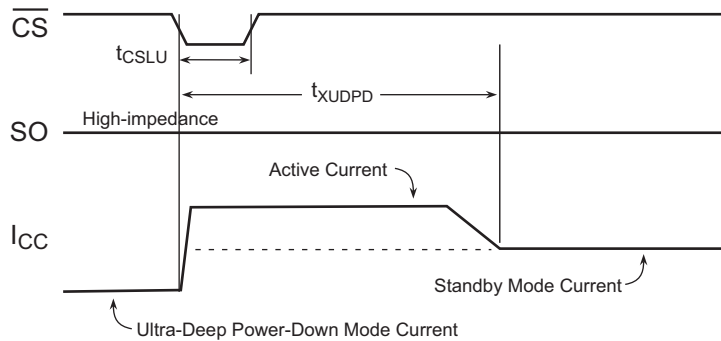 CS
tCSLU
tXUDPD
High-impedance
SO
Active Current
ICC
Standby Mode Current
Ultra-Deep Power-Down Mode Current